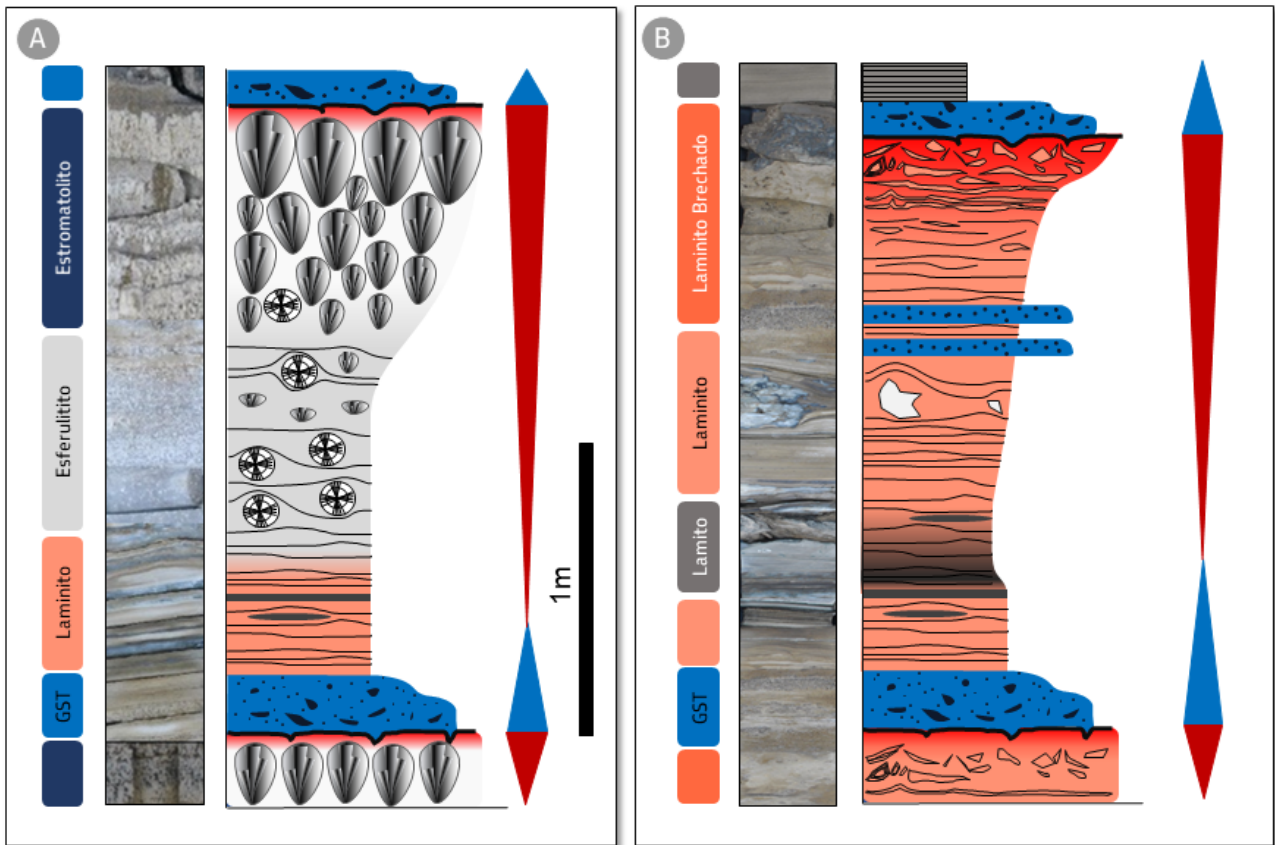 A
Estromatolito
Esferulitito
Laminito
GST
1m
B
Laminito Brechado
Laminito
Lamito
GST